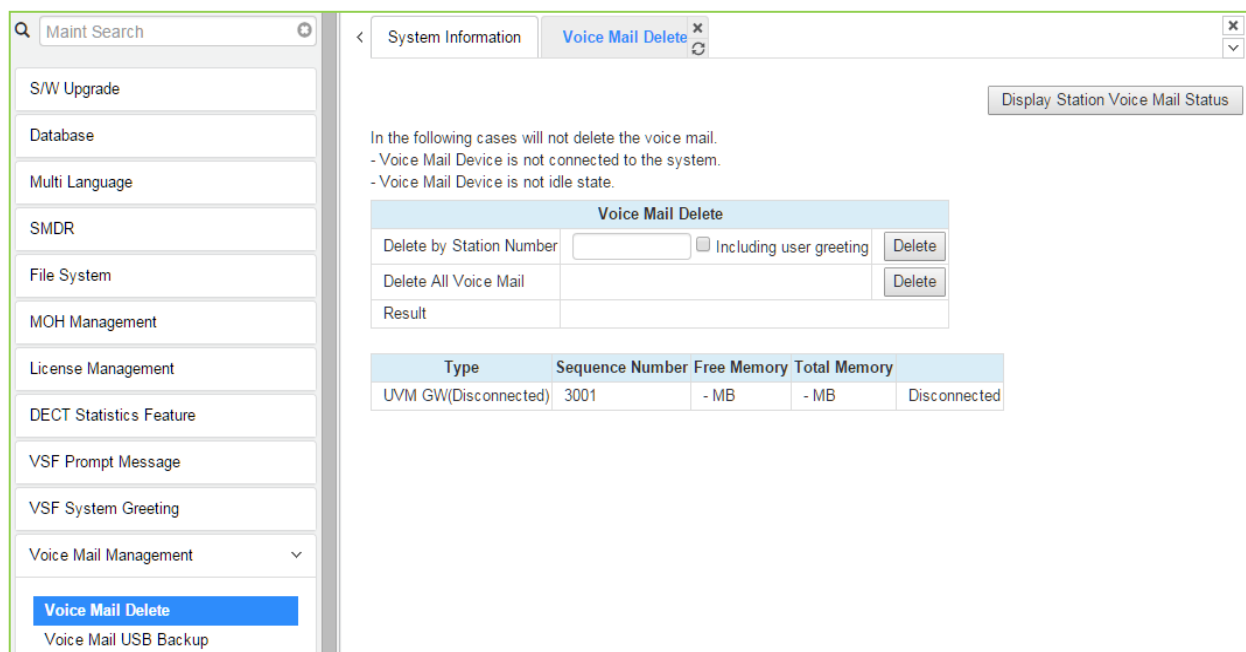 Maint Search
S/W Upgrade
Database
Multi Language
SMDR
File System
MOH Management
License Management
DECT Statistics Feature
VSF Prompt Message
VSF System Greeting
Voice Mail Management
Voice Mail Delete
Voice Mail USB Backup
System Information
Voice Mail Delete
Display Station Voice Mail Status
In the following cases will not delete the voice mail.
- Voice Mail Device is not connected to the system.
- Voice Mail Device is not idle state.
Voice Mail Delete
Delete by Station Number Including user greeting Delete
Delete All Voice Mail Delete
Result
Type Sequence Number Free Memory Total Memory
UVM GW(Disconnected) 3001 - MB - MB Disconnected